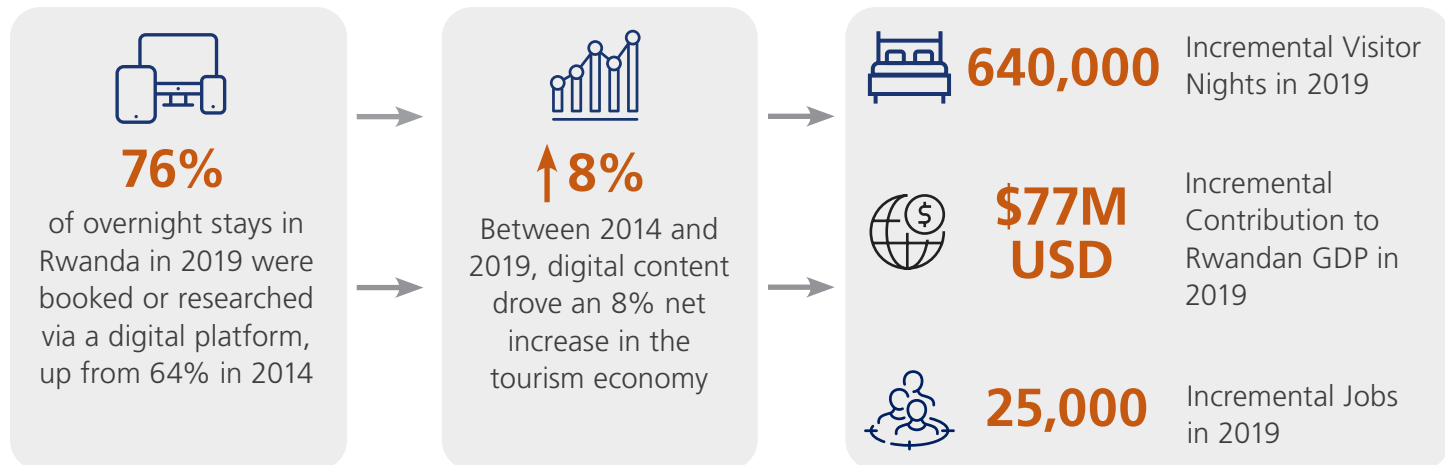 76%
of overnight stays in
Rwanda in 2019 were
booked or researched
via a digital platform,
up from 64% in 2014
8%
Between 2014 and
2019, digital content
drove an 8% net
increase in the
tourism economy
640,000
Incremental Visitor
Nights in 2019
$77M
USD
Incremental
Contribution to
Rwandan GDP in
2019
25,000
Incremental Jobs
in 2019